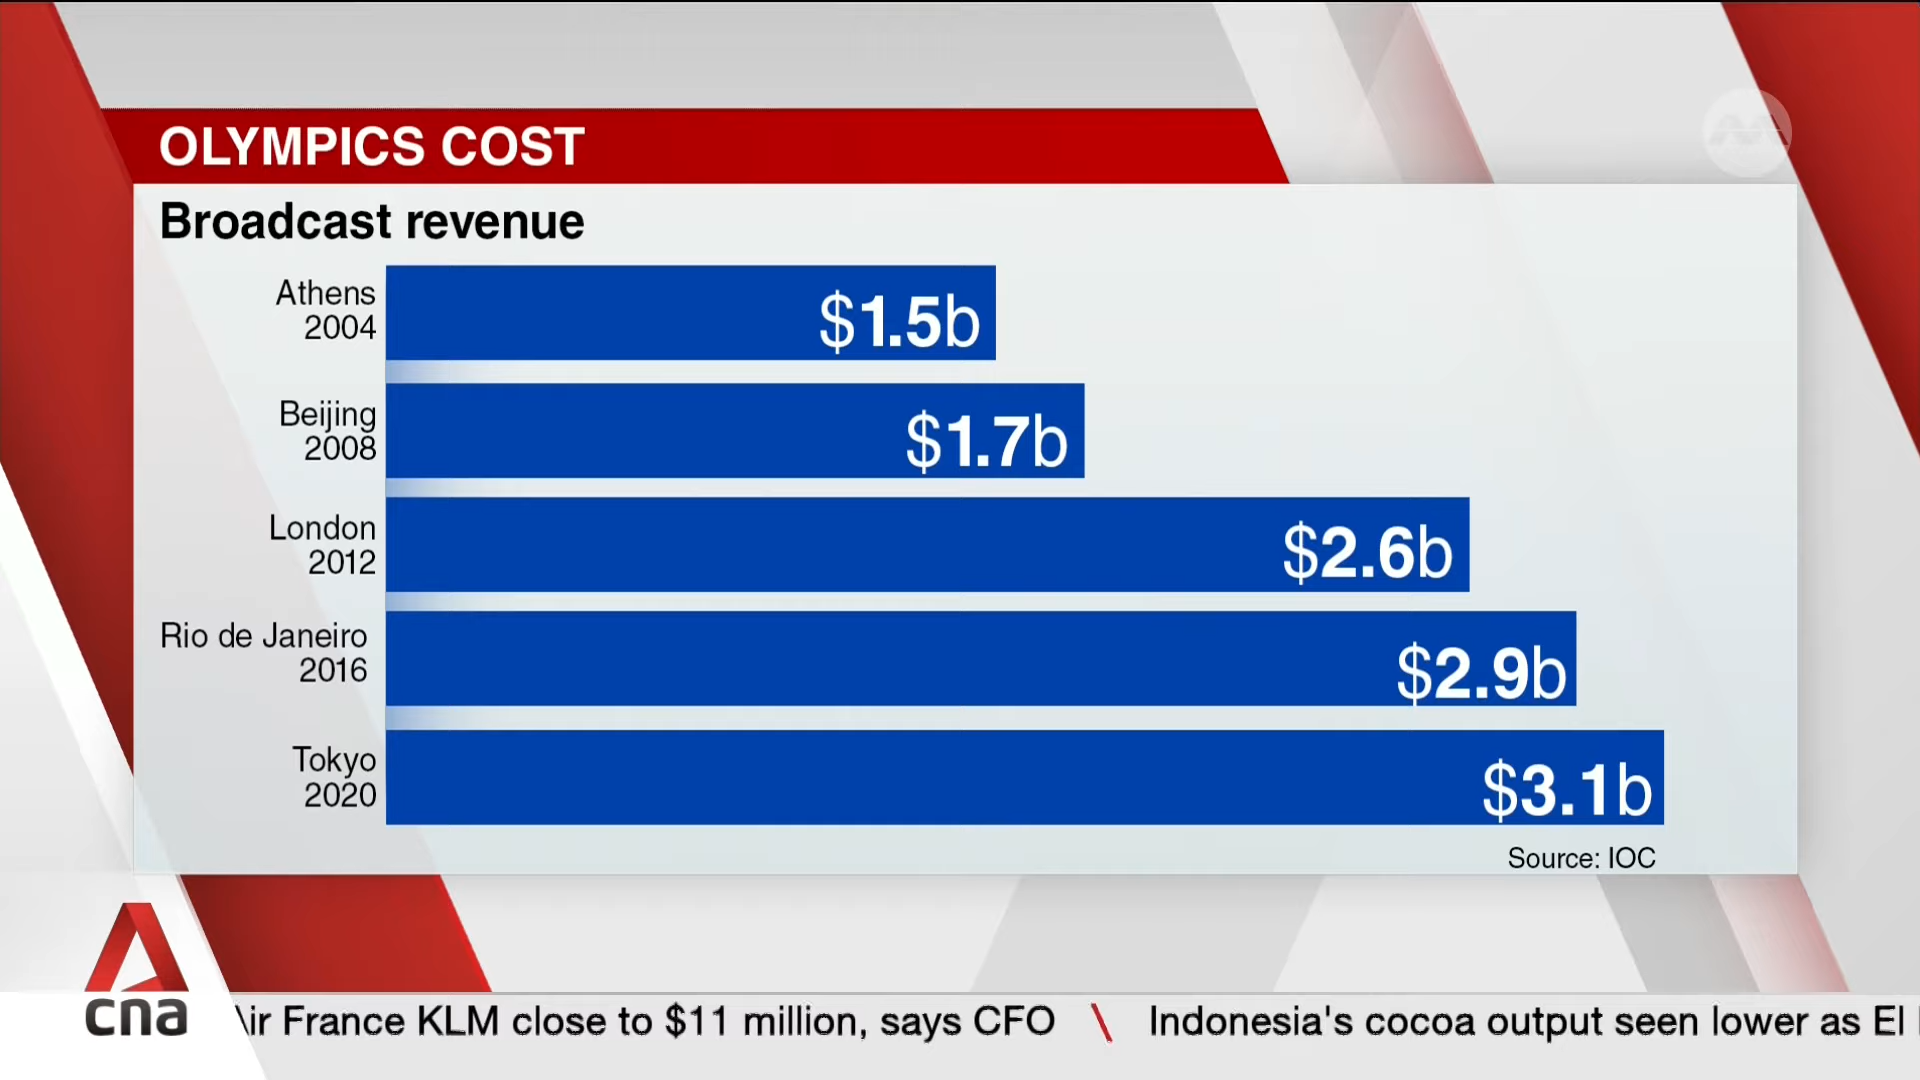 OLYMPICS COST
Broadcast revenue
Athens
2004
$1.5b
Beijing
2008
$1.7b
London
2012
$2.6b
Rio de Janeiro
2016
$2.9b
Tokyo
2020
$3.1b
Source: IOC
cna
Air France KLM close to $11 million, says CFO \ Indonesia's cocoa output seen lower as El